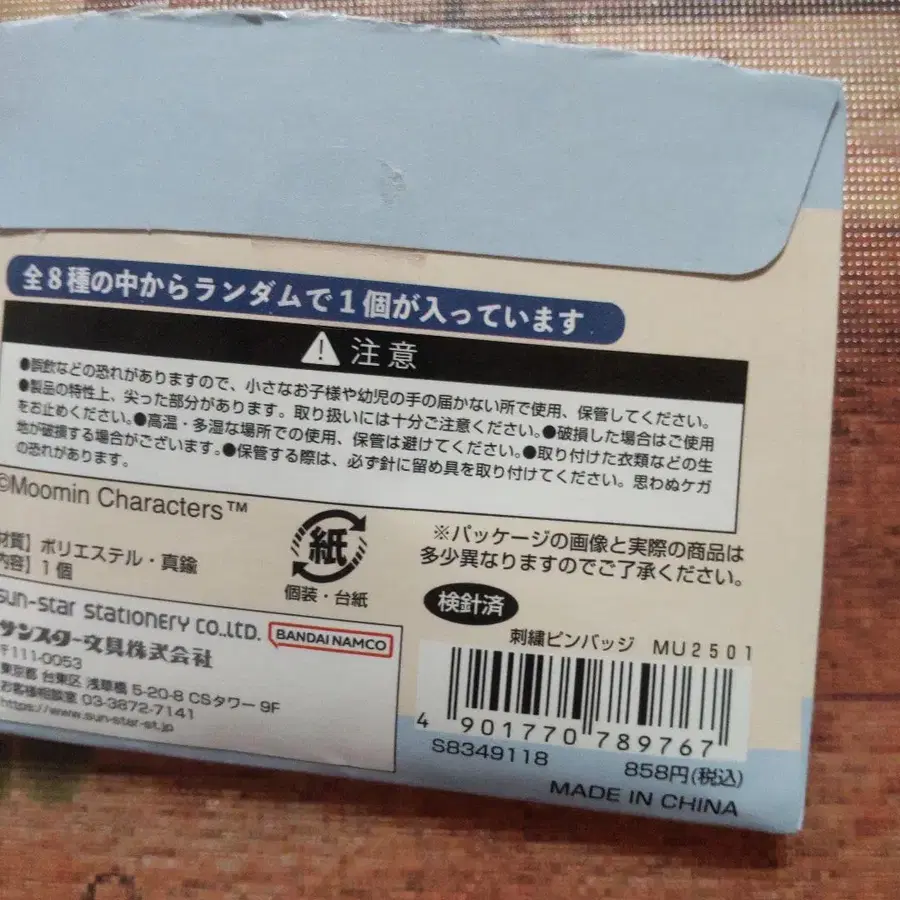 全8種の中からランダムで1個が入っています
注意
●誤飲などの恐れがありますので、小さなお子様や幼児の手の届かない所で使用、保管してください。
●製品の特性上、尖った部分があります。取り扱いには十分ご注意ください。●破損した場合はご使用
をお止めください。●高温・多湿な場所での使用、保管は避けてください。●取り付けた衣類などの生
地が破損する場合がございます。●保管する際は、必ず針に留め具を取り付けてください。思わぬケガ
の恐れがあります。
©Moomin Characters™
材質】ポリエステル・真鍮
内容】1個
紙
個装・台紙
※パッケージの画像と実際の商品は
多少異なりますのでご了承ください。
検針済
sun-star stationery co.,ltd.
BANDAI NAMCO
サンスター文具株式会社
〒111-0053
東京都 台東区 浅草橋 5-20-8 CSタワー 9F
お客様相談室 03-3872-7141
https://www.sun-star-st.jp
刺繍ピンバッジ MU2501
4 901770 789767
S8349118
858円(税込)
MADE IN CHINA